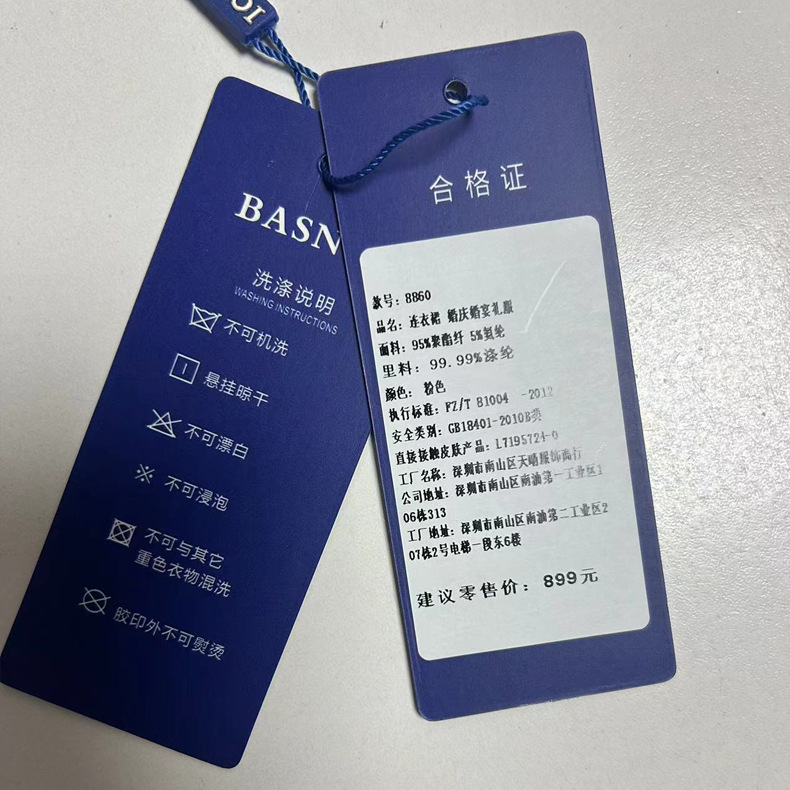 BASN
洗涤说明
WASHING INSTRUCTIONS
不可机洗
悬挂晾干
不可漂白
不可浸泡
不可与其它
重色衣物混洗
胶印外不可熨烫
合格证
款号：8860
品名：连衣裙 婚庆婚宴礼服
面料：95%聚酯纤 5%氨纶
里料：99.99%涤纶
颜色： 粉色
执行标准：FZ/T 81004 -2012
安全类别：GB18401-2010B类
直接接触皮肤产品：L7195724-0
工厂名称：深圳市南山区天晴服饰商行
公司地址：深圳市南山区南油第一工业区1
06栋313
工厂地址：深圳市南山区南油第二工业区2
07栋2号电梯一段东6楼
建议零售价：899元